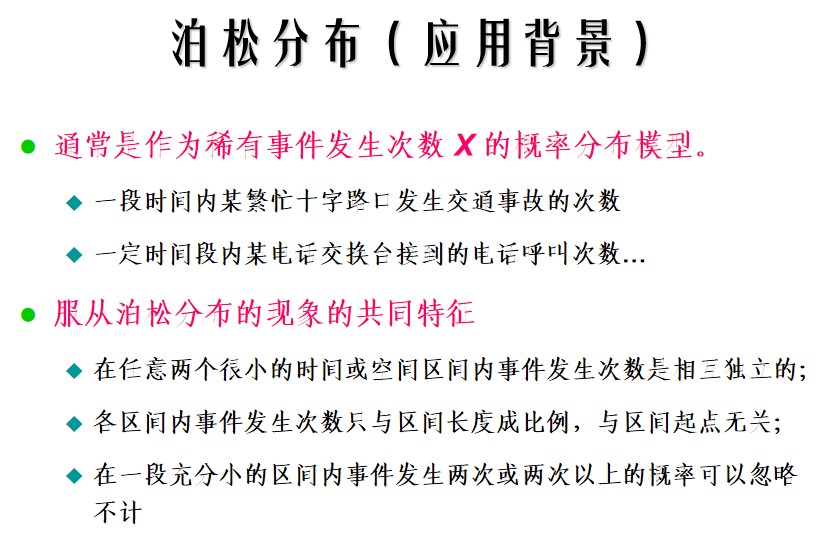 泊松分布(应用背景)
通常是作为稀有事件发生次数 X 的概率分布模型。
一段时间内某繁忙十字路口发生交通事故的次数
一定时间段内某电话交换台接到的电话呼叫次数...
服从泊松分布的现象的共同特征
在任意两个很小的时间或空间区间内事件发生次数是相互独立的;
各区间内事件发生次数只与区间长度成比例，与区间起点无关;
在一段充分小的区间内事件发生两次或两次以上的概率可以忽略
不计